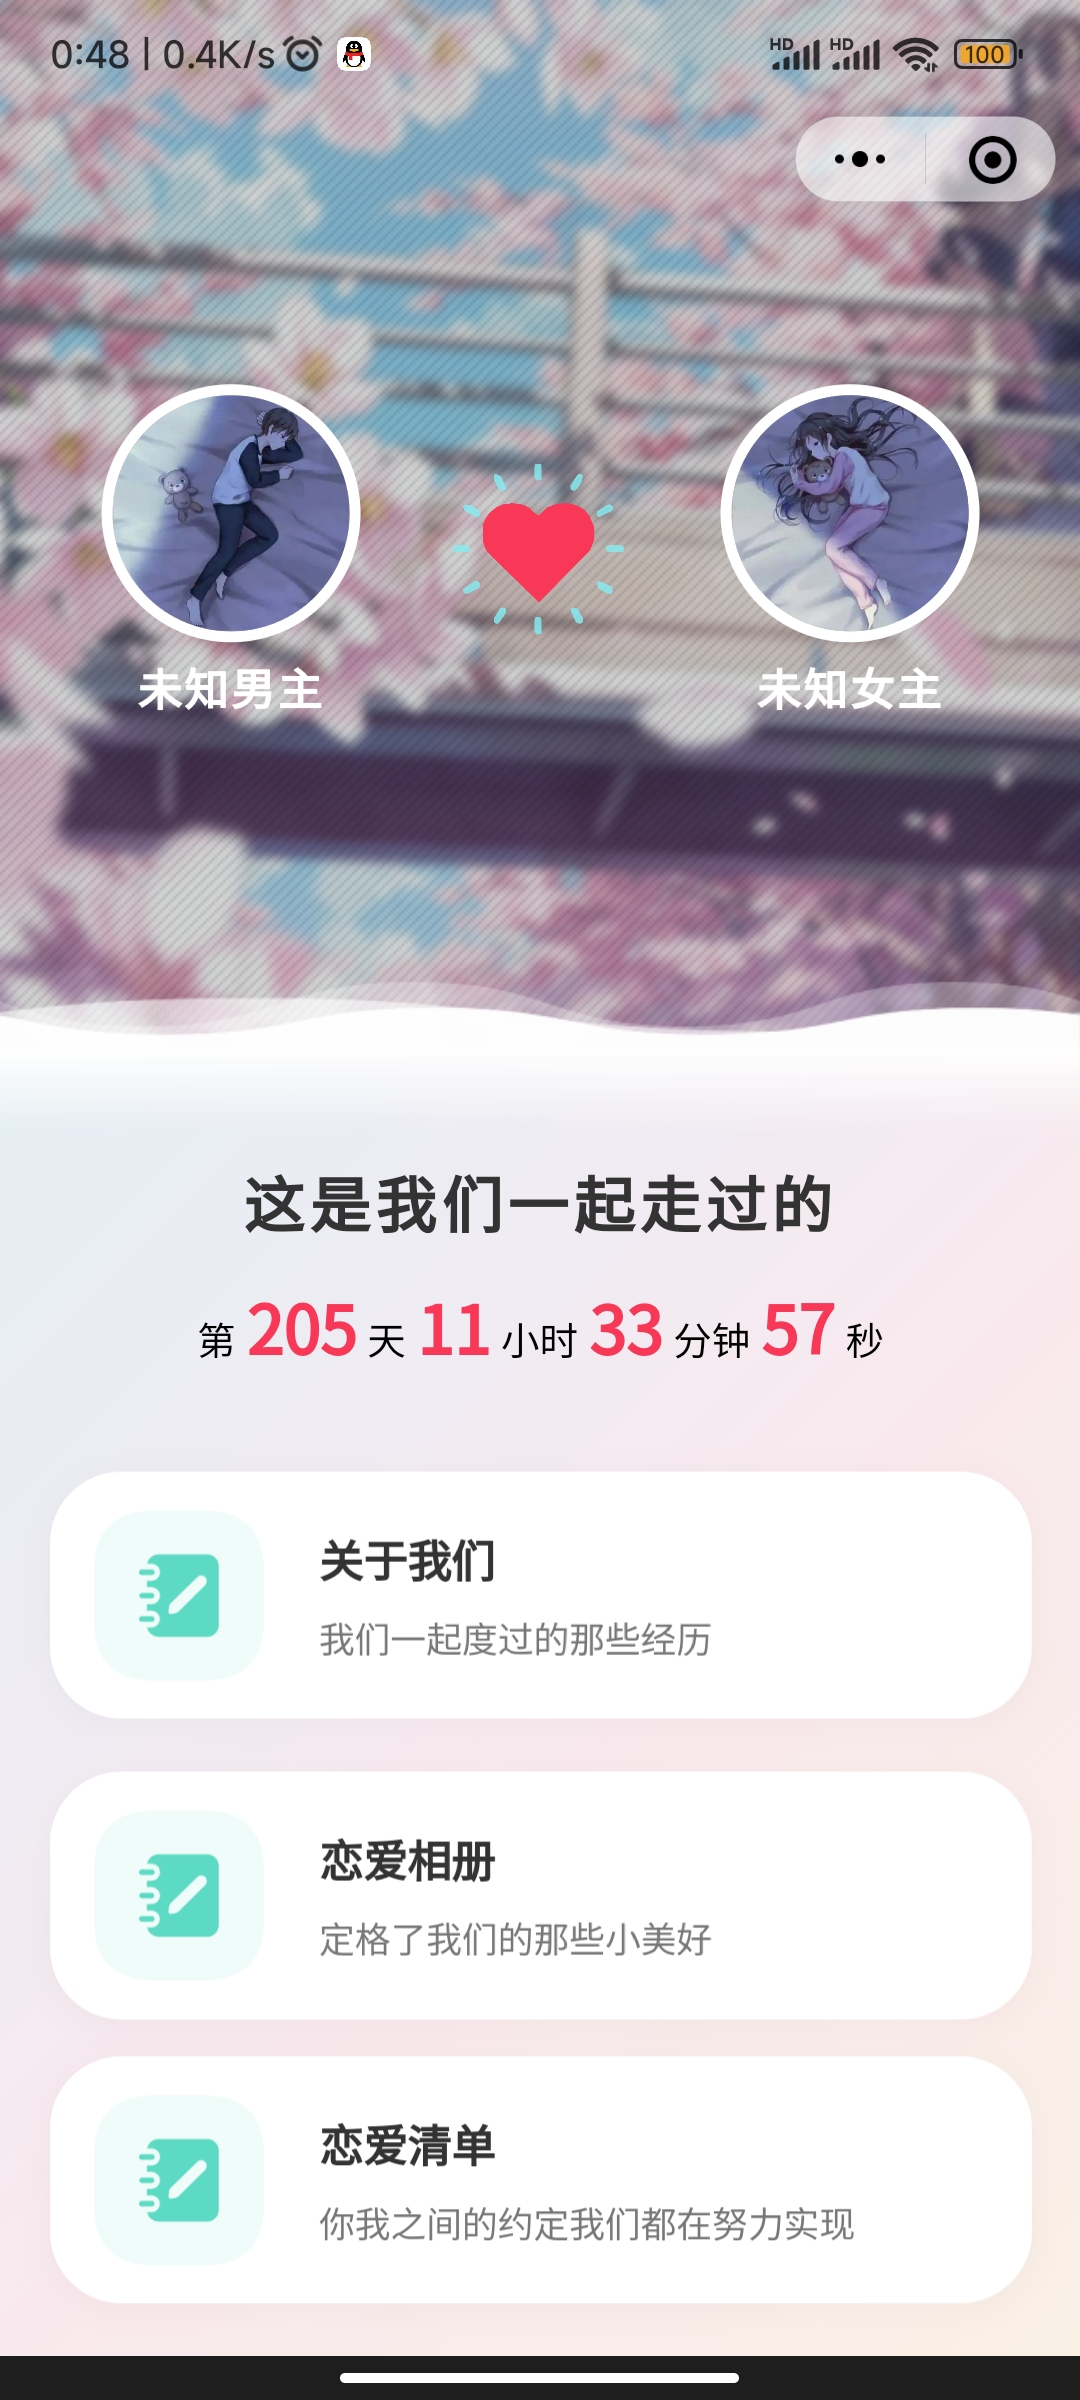 0:48 | 0.4K/s HD HD 100
未知男主 未知女主
这是我们一起走过的
第 205 天 11 小时 33 分钟 57 秒
关于我们
我们一起度过的那些经历
恋爱相册
定格了我们的那些小美好
恋爱清单
你我之间的约定我们都在努力实现